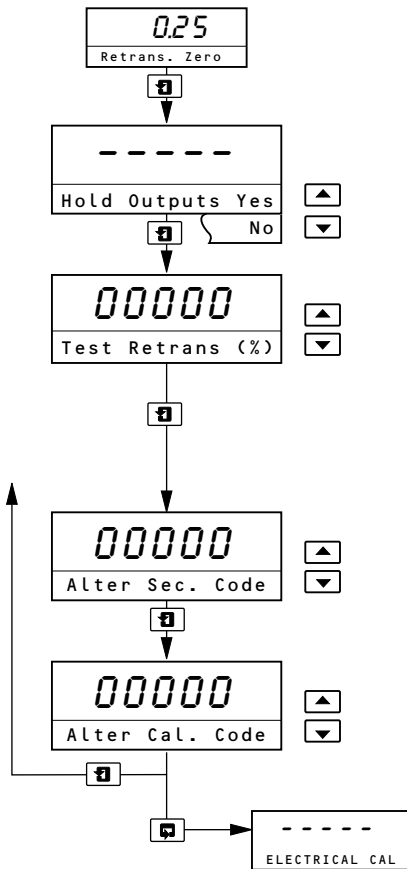 0.25
Retrans. Zero
-----
Hold Outputs Yes
No
00000
Test Retrans (%)
00000
Alter Sec. Code
00000
Alter Cal. Code
-----
ELECTRICAL CAL